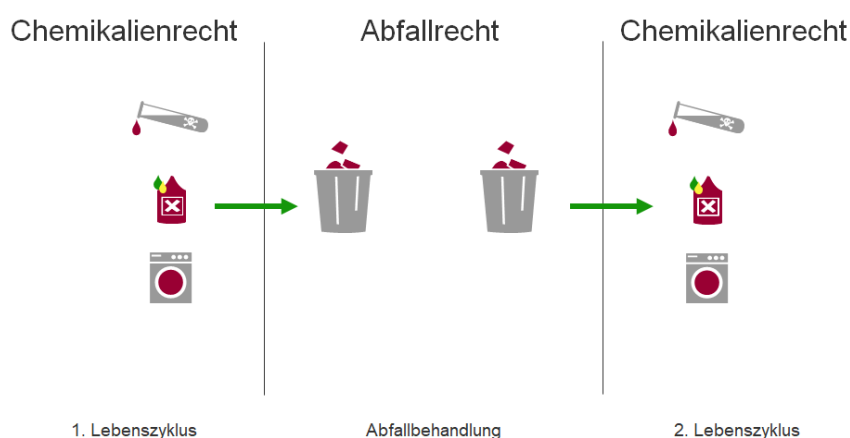 Chemikalienrecht
Abfallrecht
Chemikalienrecht
1. Lebenszyklus
Abfallbehandlung
2. Lebenszyklus